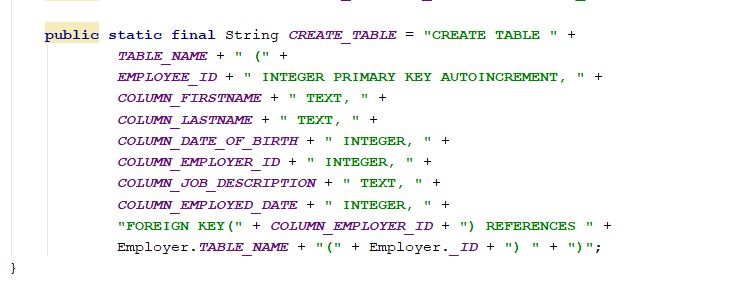 public static final String CREATE_TABLE = "CREATE TABLE " +
TABLE_NAME + " (" +
EMPLOYEE_ID + " INTEGER PRIMARY KEY AUTOINCREMENT, " +
COLUMN_FIRSTNAME + " TEXT, " +
COLUMN_LASTNAME + " TEXT, " +
COLUMN_DATE_OF_BIRTH + " INTEGER, " +
COLUMN_EMPLOYER_ID + " INTEGER, " +
COLUMN_JOB_DESCRIPTION + " TEXT, " +
COLUMN_EMPLOYED_DATE + " INTEGER, " +
"FOREIGN KEY(" + COLUMN_EMPLOYER_ID + ") REFERENCES " +
Employer.TABLE_NAME + "(" + Employer._ID + ") " + ")";
}